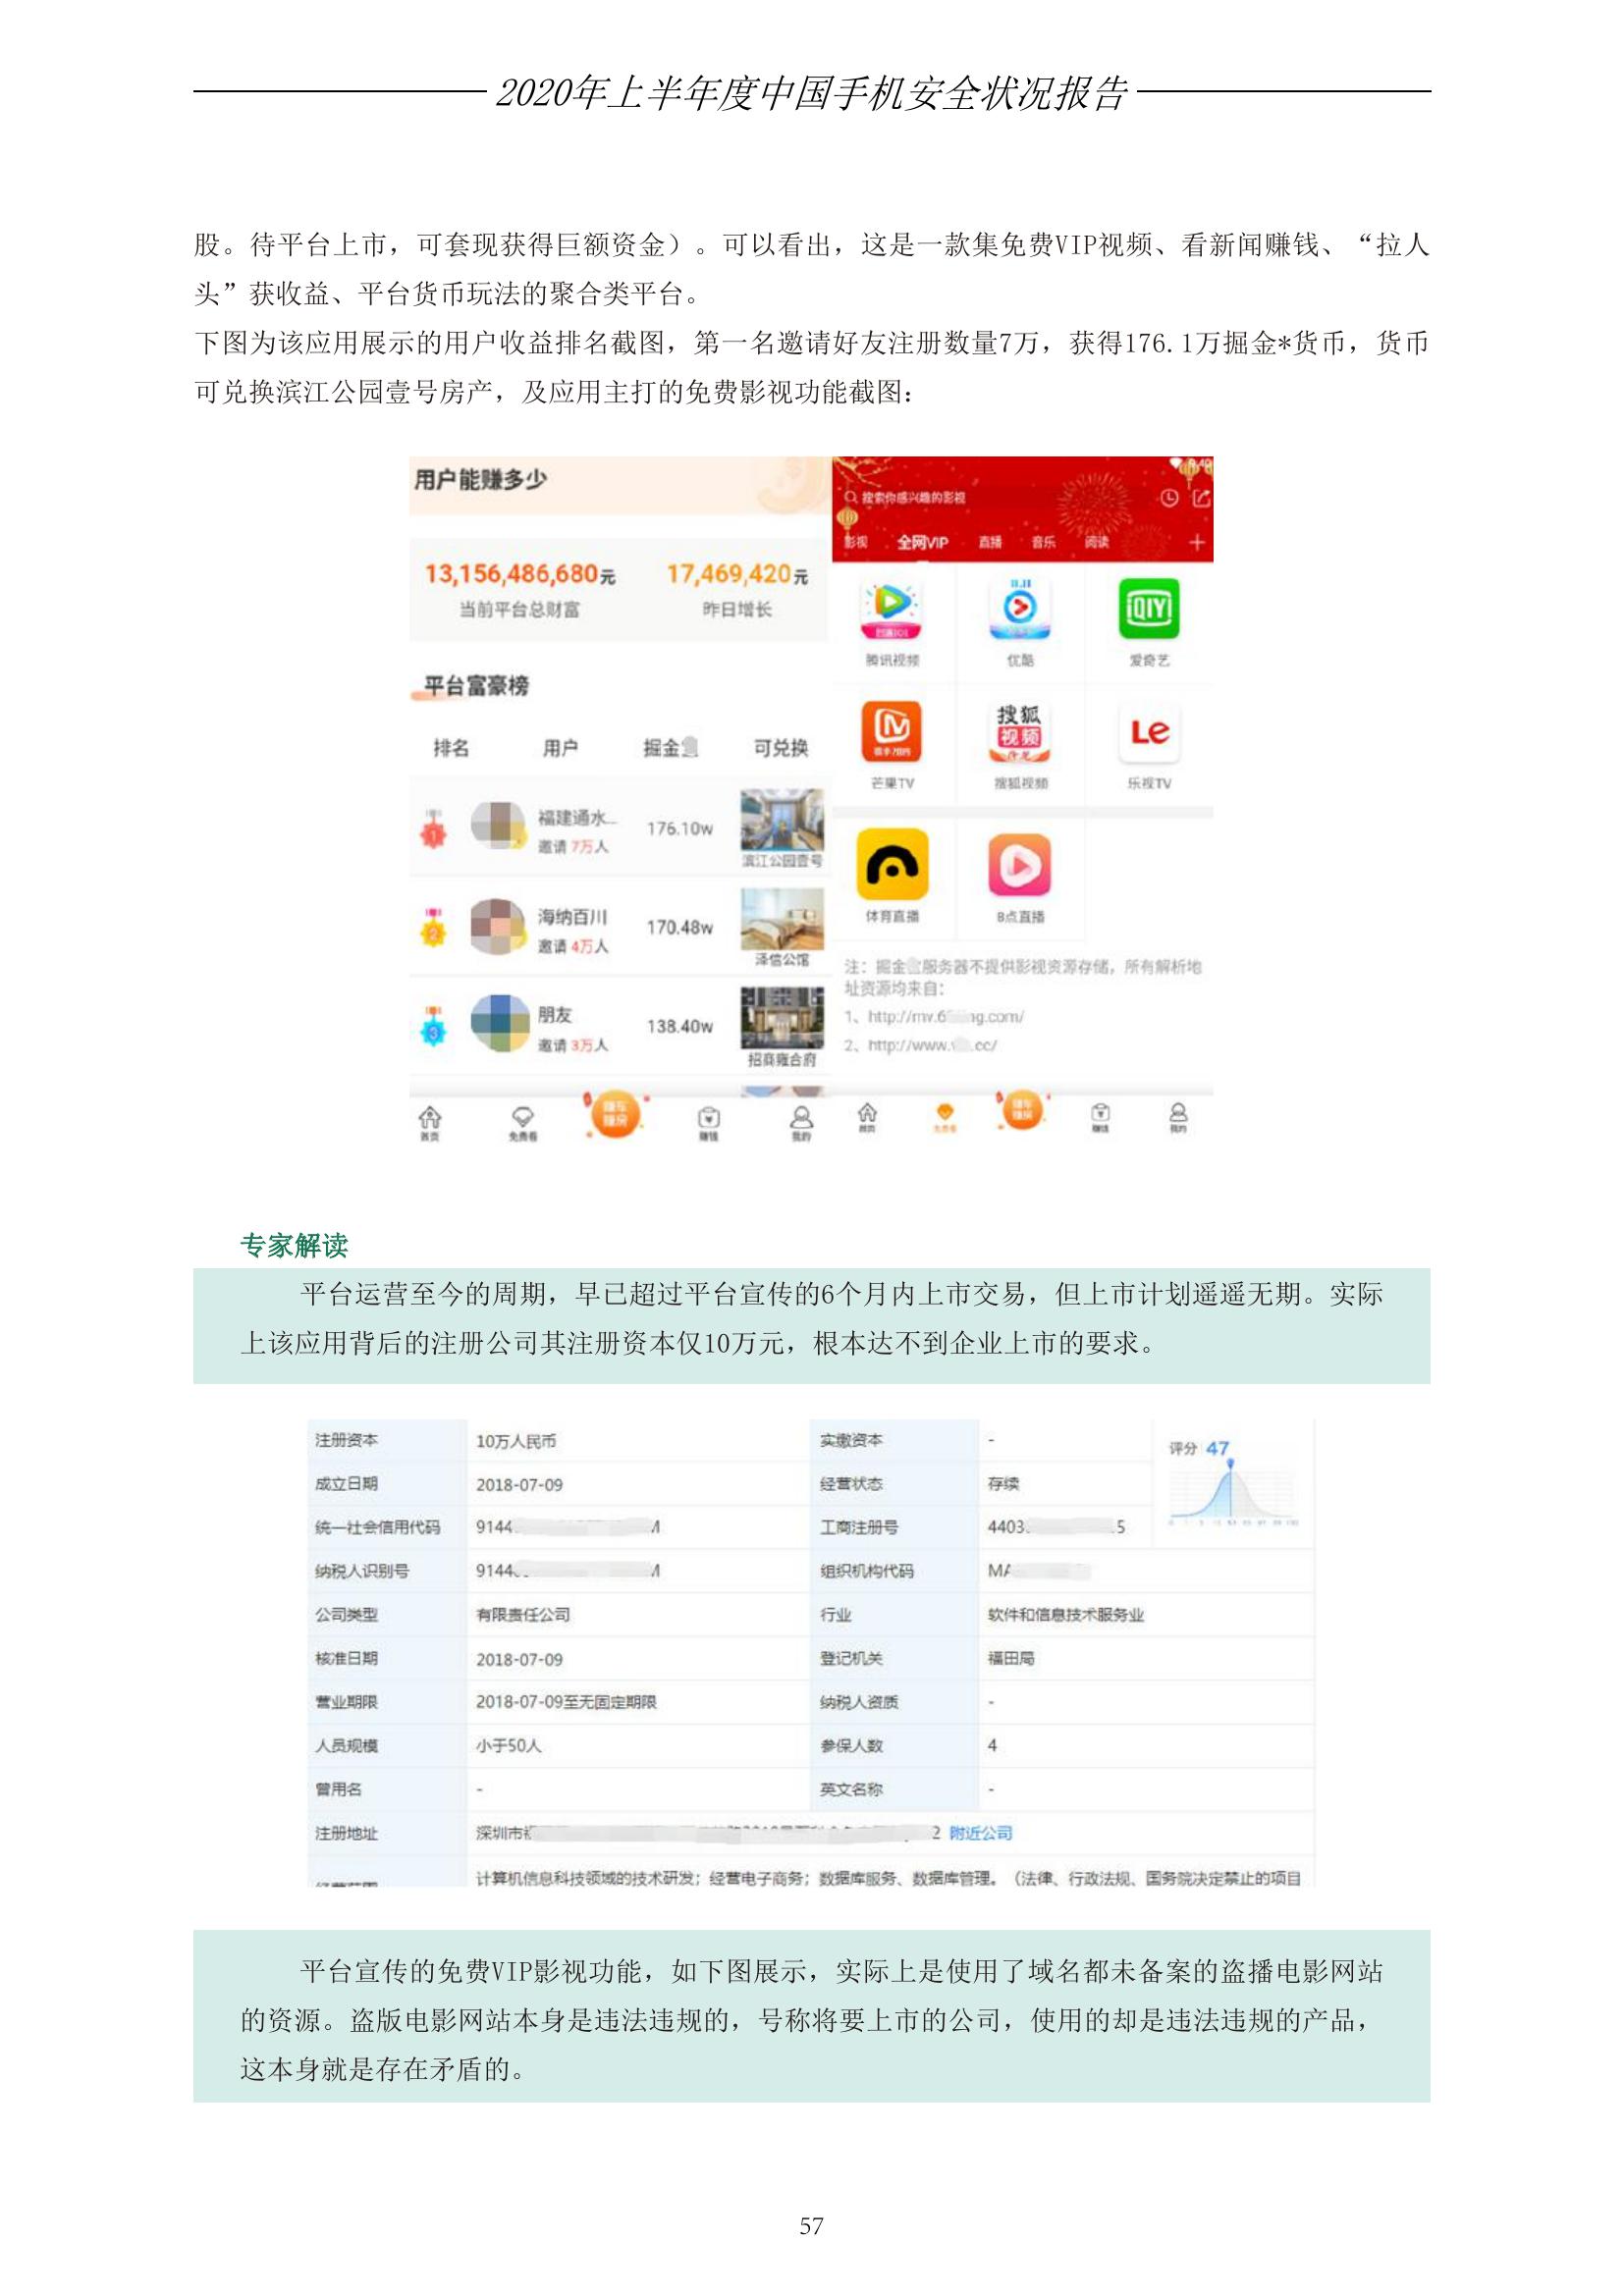 2020年上半年度中国手机安全状况报告
股。待平台上市，可套现获得巨额资金）。可以看出，这是一款集免费VIP视频、看新闻赚钱、“拉人
头”获收益、平台货币玩法的聚合类平台。
下图为该应用展示的用户收益排名截图，第一名邀请好友注册数量7万，获得176.1万掘金*货币，货币
可兑换滨江公园壹号房产，及应用主打的免费影视功能截图：
用户能赚多少
13,156,486,680元 17,469,420元
当前平台总财富 昨日增长
平台富豪榜
排名 用户 掘金 可兑换
1 福建通水... 176.10w
邀请 7万人 滨江公园壹号
2 海纳百川 170.48w
邀请 4万人 泽信公馆
3 朋友 138.40w
邀请 3万人 招商雍合府
首页 免费看 赚车赚房 赚钱 我的
搜索你感兴趣的影视
影视 全网VIP 直播 音乐 阅读
腾讯视频 优酷 爱奇艺
芒果TV 搜狐视频 乐视TV
体育直播 8点直播
注：掘金 服务器不提供影视资源存储，所有解析地
址资源均来自：
1、http://mv.6 ng.com/
2、http://www. .cc/
首页 免费看 赚车赚房 赚钱 我的
专家解读
平台运营至今的周期，早已超过平台宣传的6个月内上市交易，但上市计划遥遥无期。实际
上该应用背后的注册公司其注册资本仅10万元，根本达不到企业上市的要求。
注册资本 10万人民币 实缴资本 - 评分 47
成立日期 2018-07-09 经营状态 存续
统一社会信用代码 9144 工商注册号 4403 5
纳税人识别号 9144 组织机构代码 MA
公司类型 有限责任公司 行业 软件和信息技术服务业
核准日期 2018-07-09 登记机关 福田局
营业期限 2018-07-09至无固定期限 纳税人资质 -
人员规模 小于50人 参保人数 4
曾用名 - 英文名称 -
注册地址 深圳市 2 附近公司
计算机信息科技领域的技术研发；经营电子商务；数据库服务、数据库管理。（法律、行政法规、国务院决定禁止的项目
平台宣传的免费VIP影视功能，如下图展示，实际上是使用了域名都未备案的盗播电影网站
的资源。盗版电影网站本身是违法违规的，号称将要上市的公司，使用的却是违法违规的产品，
这本身就是存在矛盾的。
57